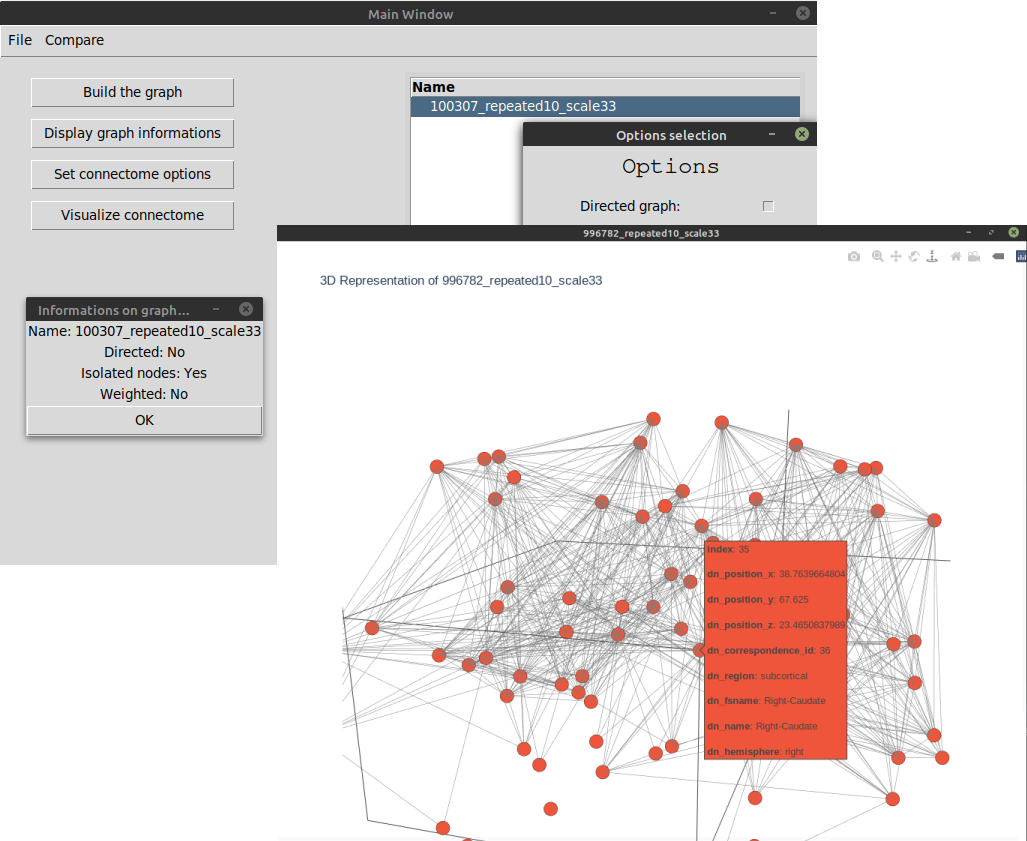 Main Window
File Compare
Build the graph
Display graph informations
Set connectome options
Visualize connectome
Name
100307_repeated10_scale33
Options selection
Options
Directed graph:
Informations on graph...
Name: 100307_repeated10_scale33
Directed: No
Isolated nodes: Yes
Weighted: No
OK
996782_repeated10_scale33
3D Representation of 996782_repeated10_scale33
index: 35
dn_position_x: 38.7639664804
dn_position_y: 67.625
dn_position_z: 23.4650837989
dn_correspondence_id: 36
dn_region: subcortical
dn_fsname: Right-Caudate
dn_name: Right-Caudate
dn_hemisphere: right